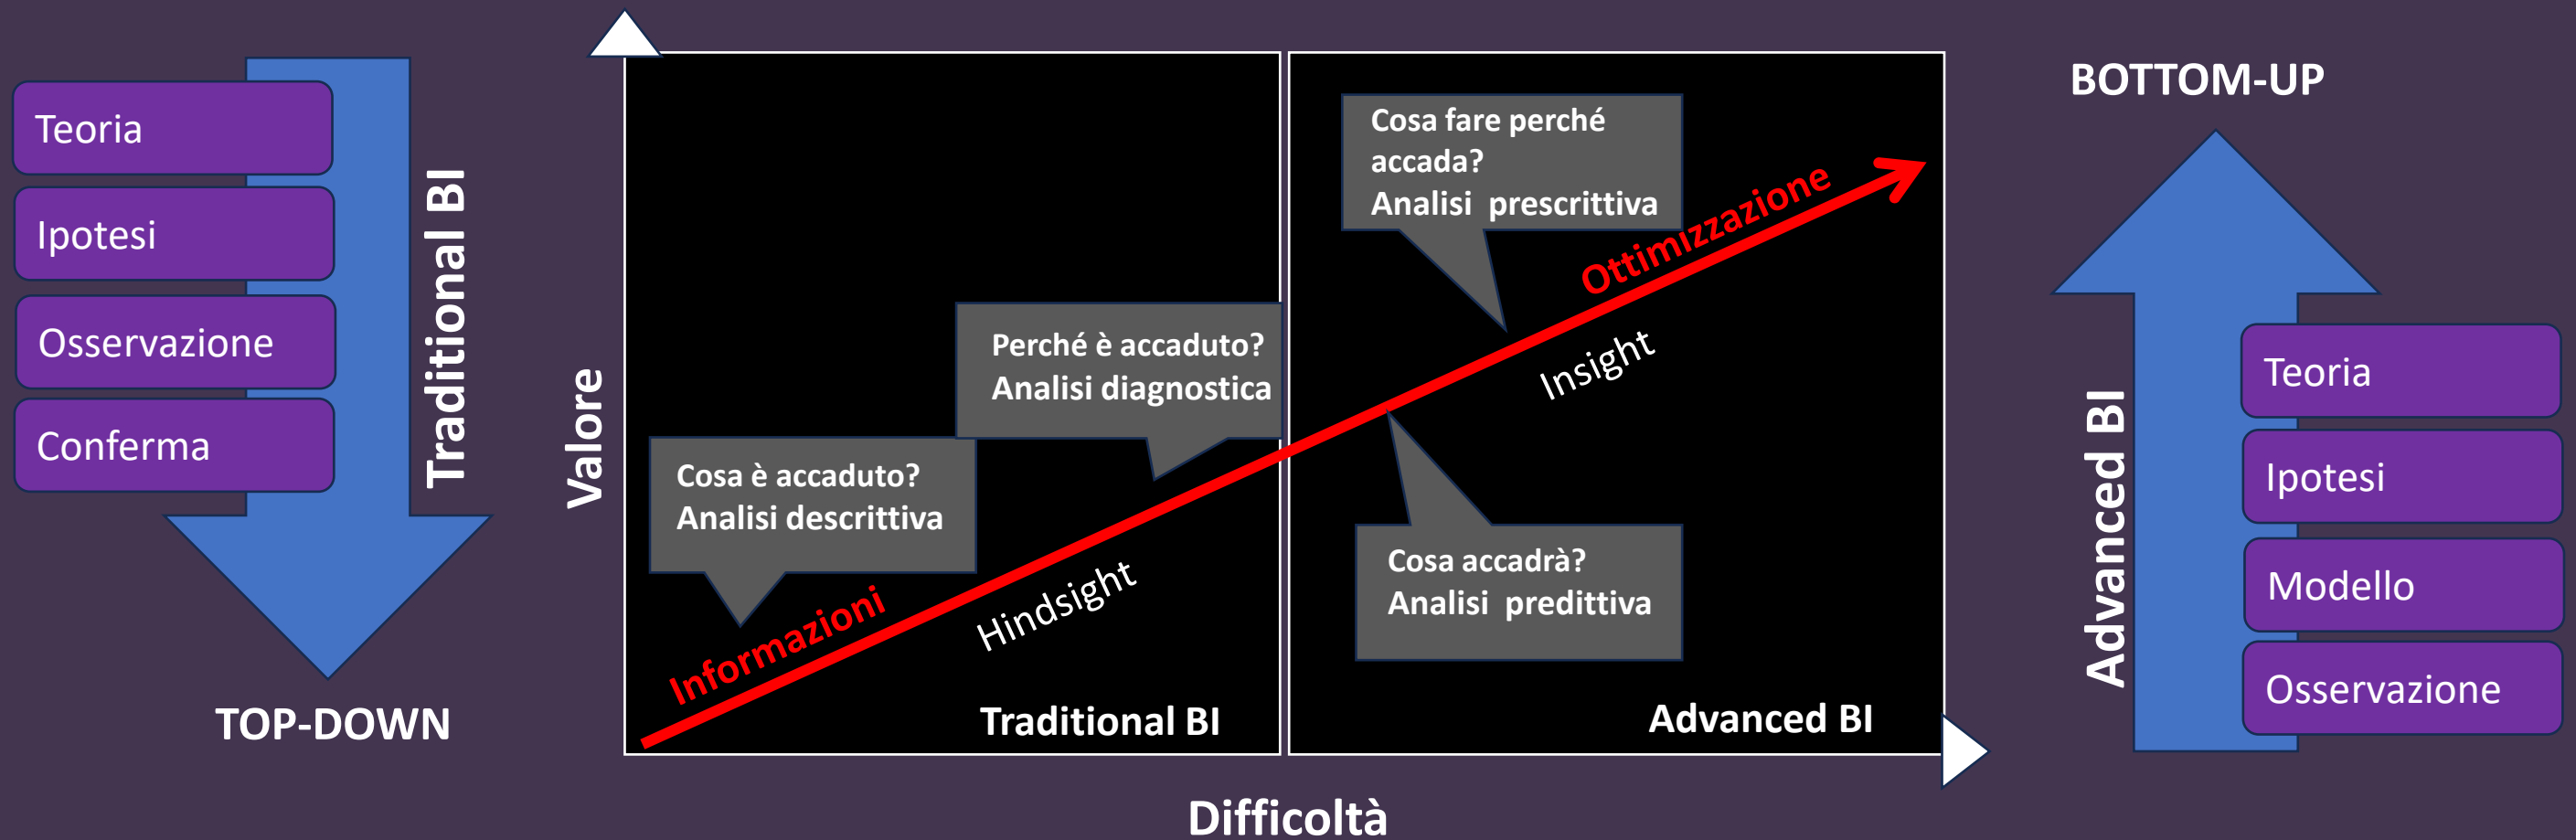 Teoria
Ipotesi
Osservazione
Conferma
Traditional BI
TOP-DOWN
Valore
Cosa è accaduto?
Analisi descrittiva
Perché è accaduto?
Analisi diagnostica
Informazioni
Hindsight
Traditional BI
Cosa fare perché
accada?
Analisi prescrittiva
Ottimizzazione
Insight
Cosa accadrà?
Analisi predittiva
Advanced BI
Difficoltà
BOTTOM-UP
Advanced BI
Teoria
Ipotesi
Modello
Osservazione